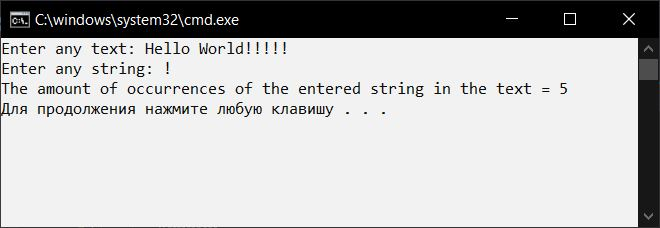 C:\windows\system32\cmd.exe
Enter any text: Hello World!!!!!
Enter any string: !
The amount of occurrences of the entered string in the text = 5
Для продолжения нажмите любую клавишу . . .